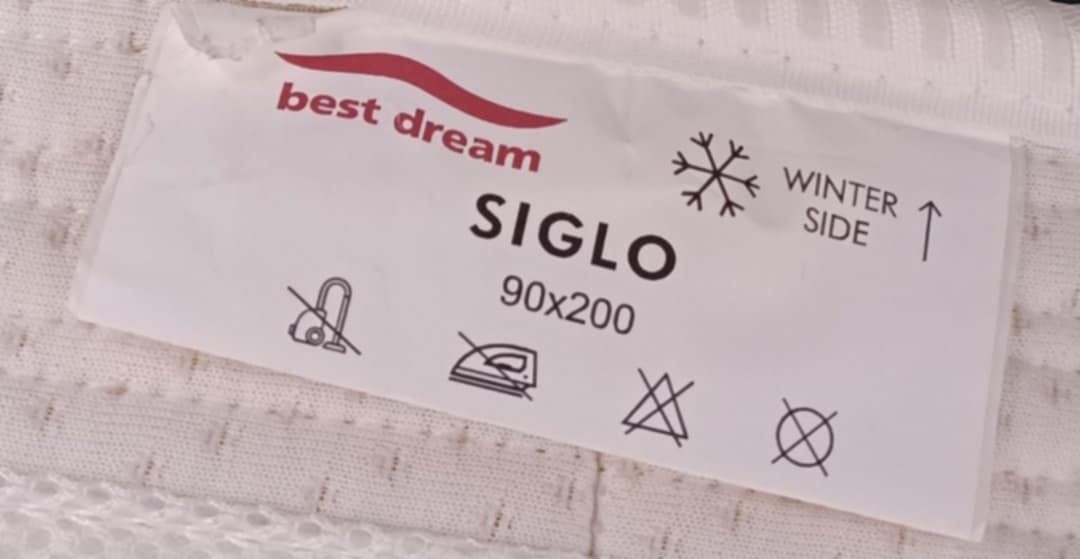 best dream
WINTER
SIDE
SIGLO
90x200